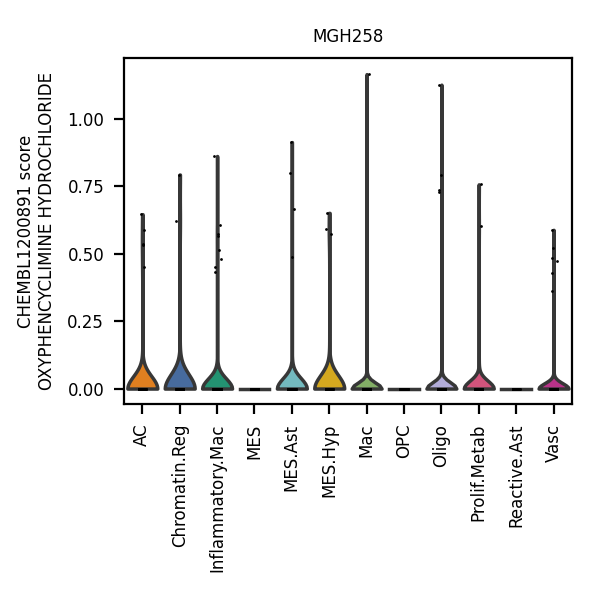 MGH258
CHEMBL1200891 score
OXYPHENCYCLIMINE HYDROCHLORIDE
1.00
0.75
0.50
0.25
0.00
AC
Chromatin.Reg
Inflammatory.Mac
MES
MES.Ast
MES.Hyp
Mac
OPC
Oligo
Prolif.Metab
Reactive.Ast
Vasc